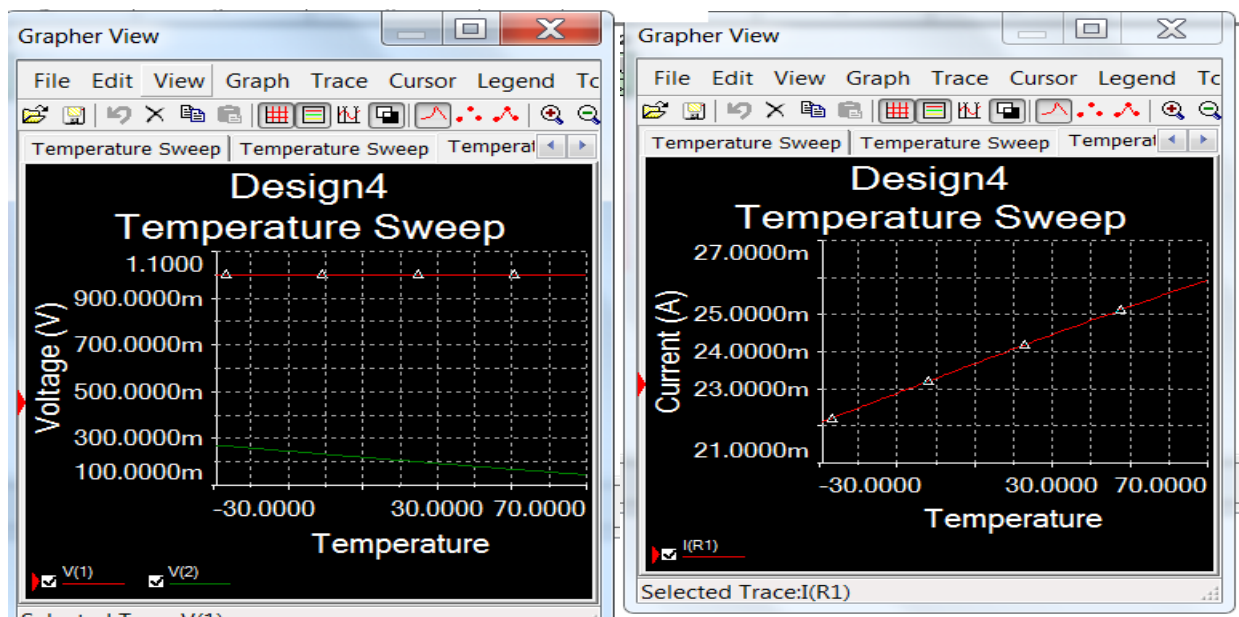 Grapher View
File Edit View Graph Trace Cursor Legend Tc
Temperature Sweep Temperature Sweep Temperat
Design4
Temperature Sweep
1.1000
900.0000m
700.0000m
500.0000m
300.0000m
100.0000m
Voltage (V)
-30.0000 30.0000 70.0000
Temperature
V(1) V(2)
Grapher View
File Edit View Graph Trace Cursor Legend Tc
Temperature Sweep Temperature Sweep Temperat
Design4
Temperature Sweep
27.0000m
25.0000m
24.0000m
23.0000m
21.0000m
Current (A)
-30.0000 30.0000 70.0000
Temperature
I(R1)
Selected Trace:I(R1)